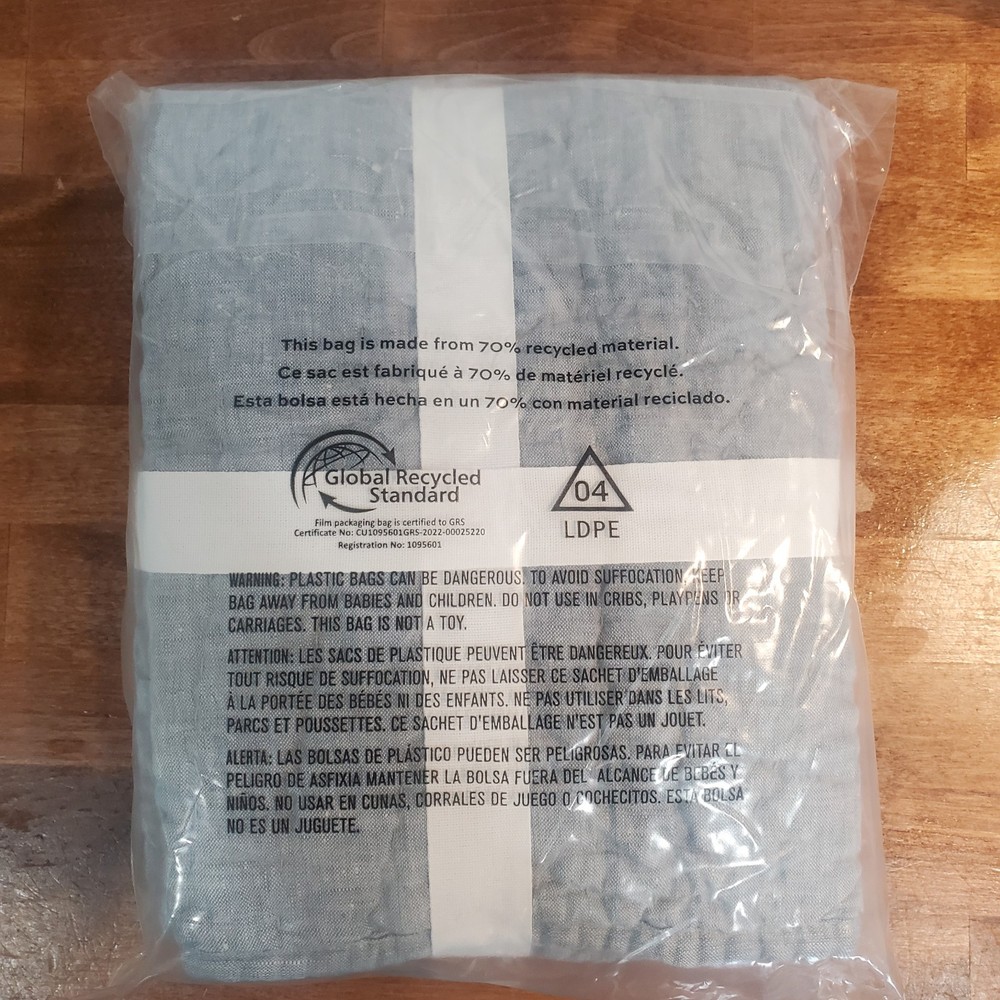 This bag is made from 70% recycled material.
Ce sac est fabriqué à 70% de matériel recyclé.
Esta bolsa está hecha en un 70% con material reciclado.
Global Recycled
Standard
Film packaging bag is certified to GRS
Certificate No: CU1095601GRS-2022-00025220
Registration No: 1095601
04
LDPE
WARNING: PLASTIC BAGS CAN BE DANGEROUS. TO AVOID SUFFOCATION, KEEP
BAG AWAY FROM BABIES AND CHILDREN. DO NOT USE IN CRIBS, PLAYPENS OR
CARRIAGES. THIS BAG IS NOT A TOY.
ATTENTION: LES SACS DE PLASTIQUE PEUVENT ÊTRE DANGEREUX. POUR ÉVITER
TOUT RISQUE DE SUFFOCATION, NE PAS LAISSER CE SACHET D'EMBALLAGE
À LA PORTÉE DES BÉBÉS NI DES ENFANTS. NE PAS UTILISER DANS LES LITS,
PARCS ET POUSSETTES. CE SACHET D'EMBALLAGE N'EST PAS UN JOUET.
ALERTA: LAS BOLSAS DE PLÁSTICO PUEDEN SER PELIGROSAS. PARA EVITAR EL
PELIGRO DE ASFIXIA MANTENER LA BOLSA FUERA DEL ALCANCE DE BEBÉS Y
NIÑOS. NO USAR EN CUNAS, CORRALES DE JUEGO O COCHECITOS. ESTA BOLSA
NO ES UN JUGUETE.